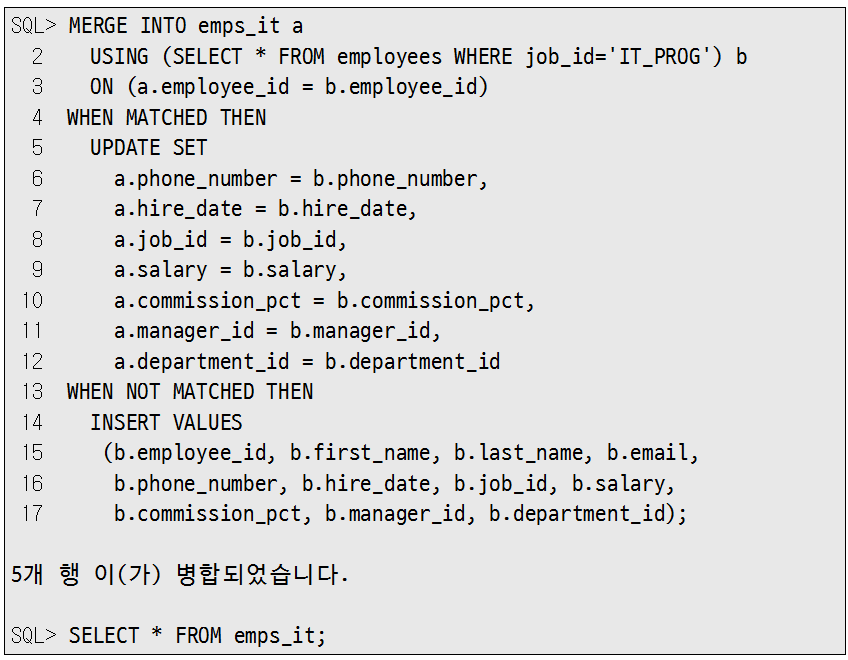 SQL> MERGE INTO emps_it a
2 USING (SELECT * FROM employees WHERE job_id='IT_PROG') b
3 ON (a.employee_id = b.employee_id)
4 WHEN MATCHED THEN
5 UPDATE SET
6 a.phone_number = b.phone_number,
7 a.hire_date = b.hire_date,
8 a.job_id = b.job_id,
9 a.salary = b.salary,
10 a.commission_pct = b.commission_pct,
11 a.manager_id = b.manager_id,
12 a.department_id = b.department_id
13 WHEN NOT MATCHED THEN
14 INSERT VALUES
15 (b.employee_id, b.first_name, b.last_name, b.email,
16 b.phone_number, b.hire_date, b.job_id, b.salary,
17 b.commission_pct, b.manager_id, b.department_id);
5개 행 이(가) 병합되었습니다.
SQL> SELECT * FROM emps_it;